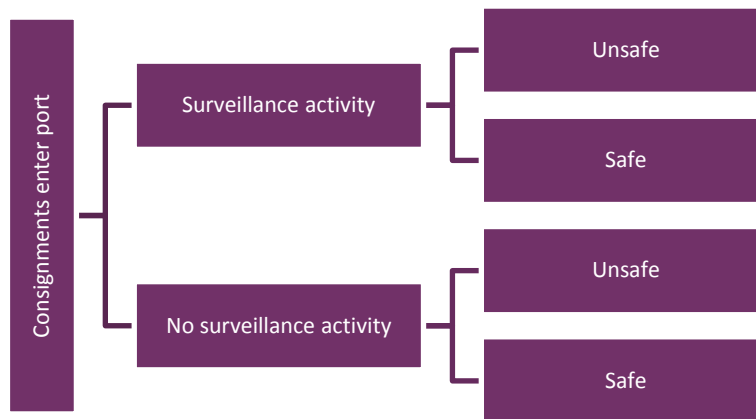 Consignments enter port
Surveillance activity
Unsafe
Safe
No surveillance activity
Unsafe
Safe